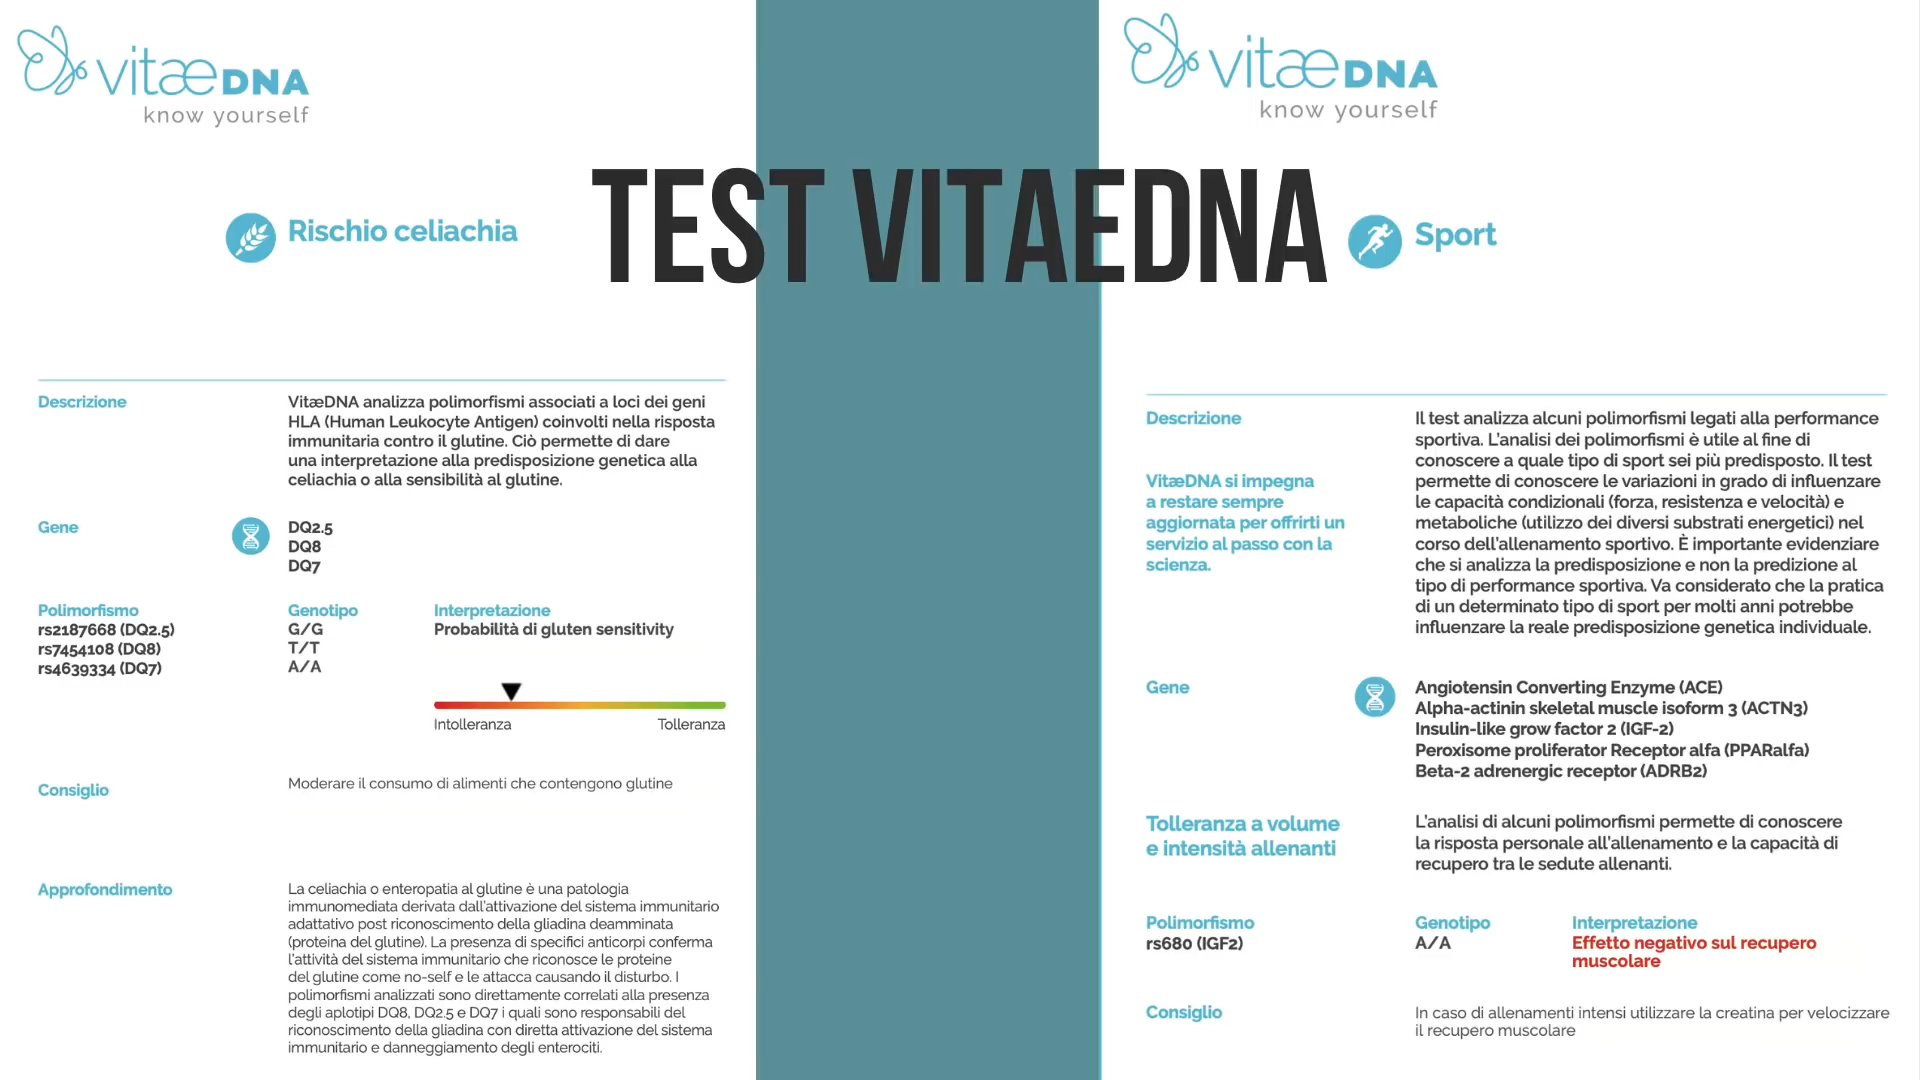 vitæDNA
know yourself
vitæDNA
know yourself
TEST VITAEDNA
Rischio celiachia
Descrizione
VitæDNA analizza polimorfismi associati a loci dei geni
HLA (Human Leukocyte Antigen) coinvolti nella risposta
immunitaria contro il glutine. Ciò permette di dare
una interpretazione alla predisposizione genetica alla
celiachia o alla sensibilità al glutine.
Gene
DQ2.5
DQ8
DQ7
Polimorfismo Genotipo Interpretazione
rs2187668 (DQ2.5) G/G Probabilità di gluten sensitivity
rs7454108 (DQ8) T/T
rs4639334 (DQ7) A/A
Intolleranza Tolleranza
Consiglio
Moderare il consumo di alimenti che contengono glutine
Approfondimento
La celiachia o enteropatia al glutine è una patologia
immunomediata derivata dall'attivazione del sistema immunitario
adattativo post riconoscimento della gliadina deamminata
(proteina del glutine). La presenza di specifici anticorpi conferma
l'attività del sistema immunitario che riconosce le proteine
del glutine come no-self e le attacca causando il disturbo. I
polimorfismi analizzati sono direttamente correlati alla presenza
degli aplotipi DQ8, DQ2.5 e DQ7 i quali sono responsabili del
riconoscimento della gliadina con diretta attivazione del sistema
immunitario e danneggiamento degli enterociti.
Sport
Descrizione
VitæDNA si impegna
a restare sempre
aggiornata per offrirti un
servizio al passo con la
scienza.
Il test analizza alcuni polimorfismi legati alla performance
sportiva. L'analisi dei polimorfismi è utile al fine di
conoscere a quale tipo di sport sei più predisposto. Il test
permette di conoscere le variazioni in grado di influenzare
le capacità condizionali (forza, resistenza e velocità) e
metaboliche (utilizzo dei diversi substrati energetici) nel
corso dell'allenamento sportivo. È importante evidenziare
che si analizza la predisposizione e non la predizione al
tipo di performance sportiva. Va considerato che la pratica
di un determinato tipo di sport per molti anni potrebbe
influenzare la reale predisposizione genetica individuale.
Gene
Angiotensin Converting Enzyme (ACE)
Alpha-actinin skeletal muscle isoform 3 (ACTN3)
Insulin-like grow factor 2 (IGF-2)
Peroxisome proliferator Receptor alfa (PPARalfa)
Beta-2 adrenergic receptor (ADRB2)
Tolleranza a volume
e intensità allenanti
L'analisi di alcuni polimorfismi permette di conoscere
la risposta personale all'allenamento e la capacità di
recupero tra le sedute allenanti.
Polimorfismo Genotipo Interpretazione
rs680 (IGF2) A/A Effetto negativo sul recupero
muscolare
Consiglio
In caso di allenamenti intensi utilizzare la creatina per velocizzare
il recupero muscolare